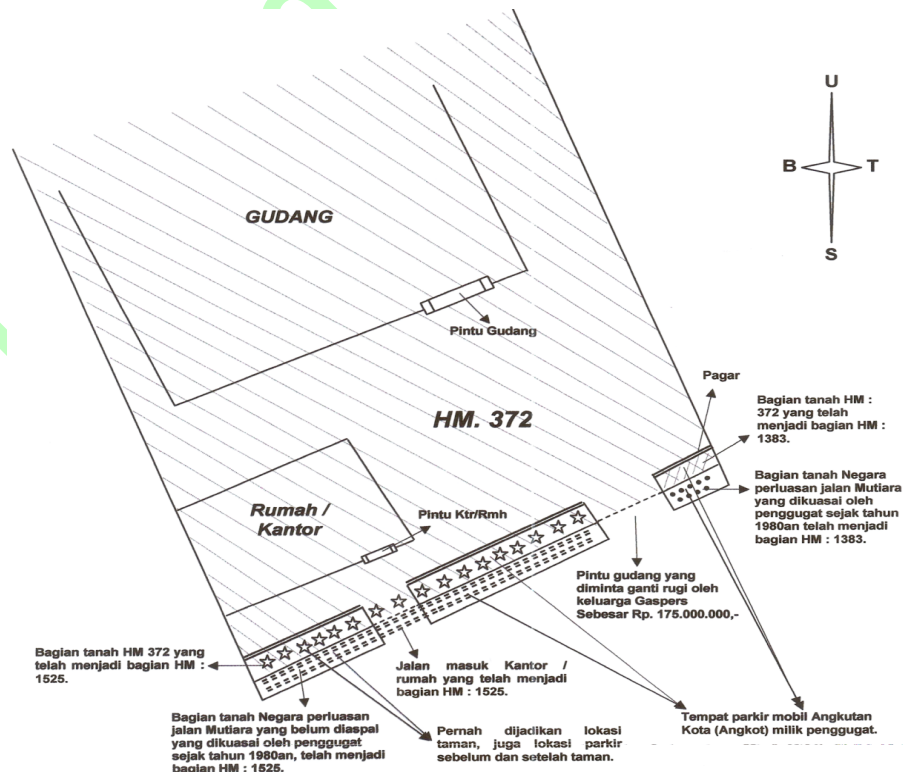 U
B
T
S
GUDANG
Pintu Gudang
HM. 372
Pagar
Bagian tanah HM :
372 yang telah
menjadi bagian HM :
1383.
Bagian tanah Negara
perluasan jalan Mutiara
yang dikuasai oleh
penggugat sejak tahun
1980an telah menjadi
bagian HM : 1383.
Rumah /
Kantor
Pintu Ktr/Rmh
Pintu gudang yang
diminta ganti rugi oleh
keluarga Gaspers
Sebesar Rp. 175.000.000,-
Bagian tanah HM 372 yang
telah menjadi bagian HM :
1525.
Jalan masuk Kantor /
rumah yang telah menjadi
bagian HM : 1525.
Bagian tanah Negara perluasan
jalan Mutiara yang belum diaspal
yang dikuasai oleh penggugat
sejak tahun 1980an, telah menjadi
bagian HM : 1525.
Pernah dijadikan lokasi
taman, juga lokasi parkir
sebelum dan setelah taman.
Tempat parkir mobil Angkutan
Kota (Angkot) milik penggugat.